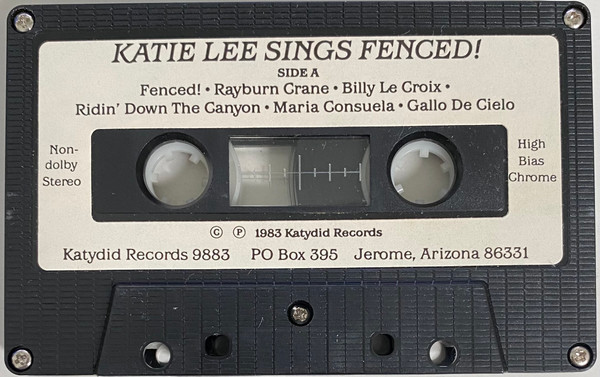 KATIE LEE SINGS FENCED!
SIDE A
Fenced! • Rayburn Crane • Billy Le Croix •
Ridin' Down The Canyon • Maria Consuela • Gallo De Cielo
Non-
dolby
Stereo
High
Bias
Chrome
© ℗ 1983 Katydid Records
Katydid Records 9883 PO Box 395 Jerome, Arizona 86331